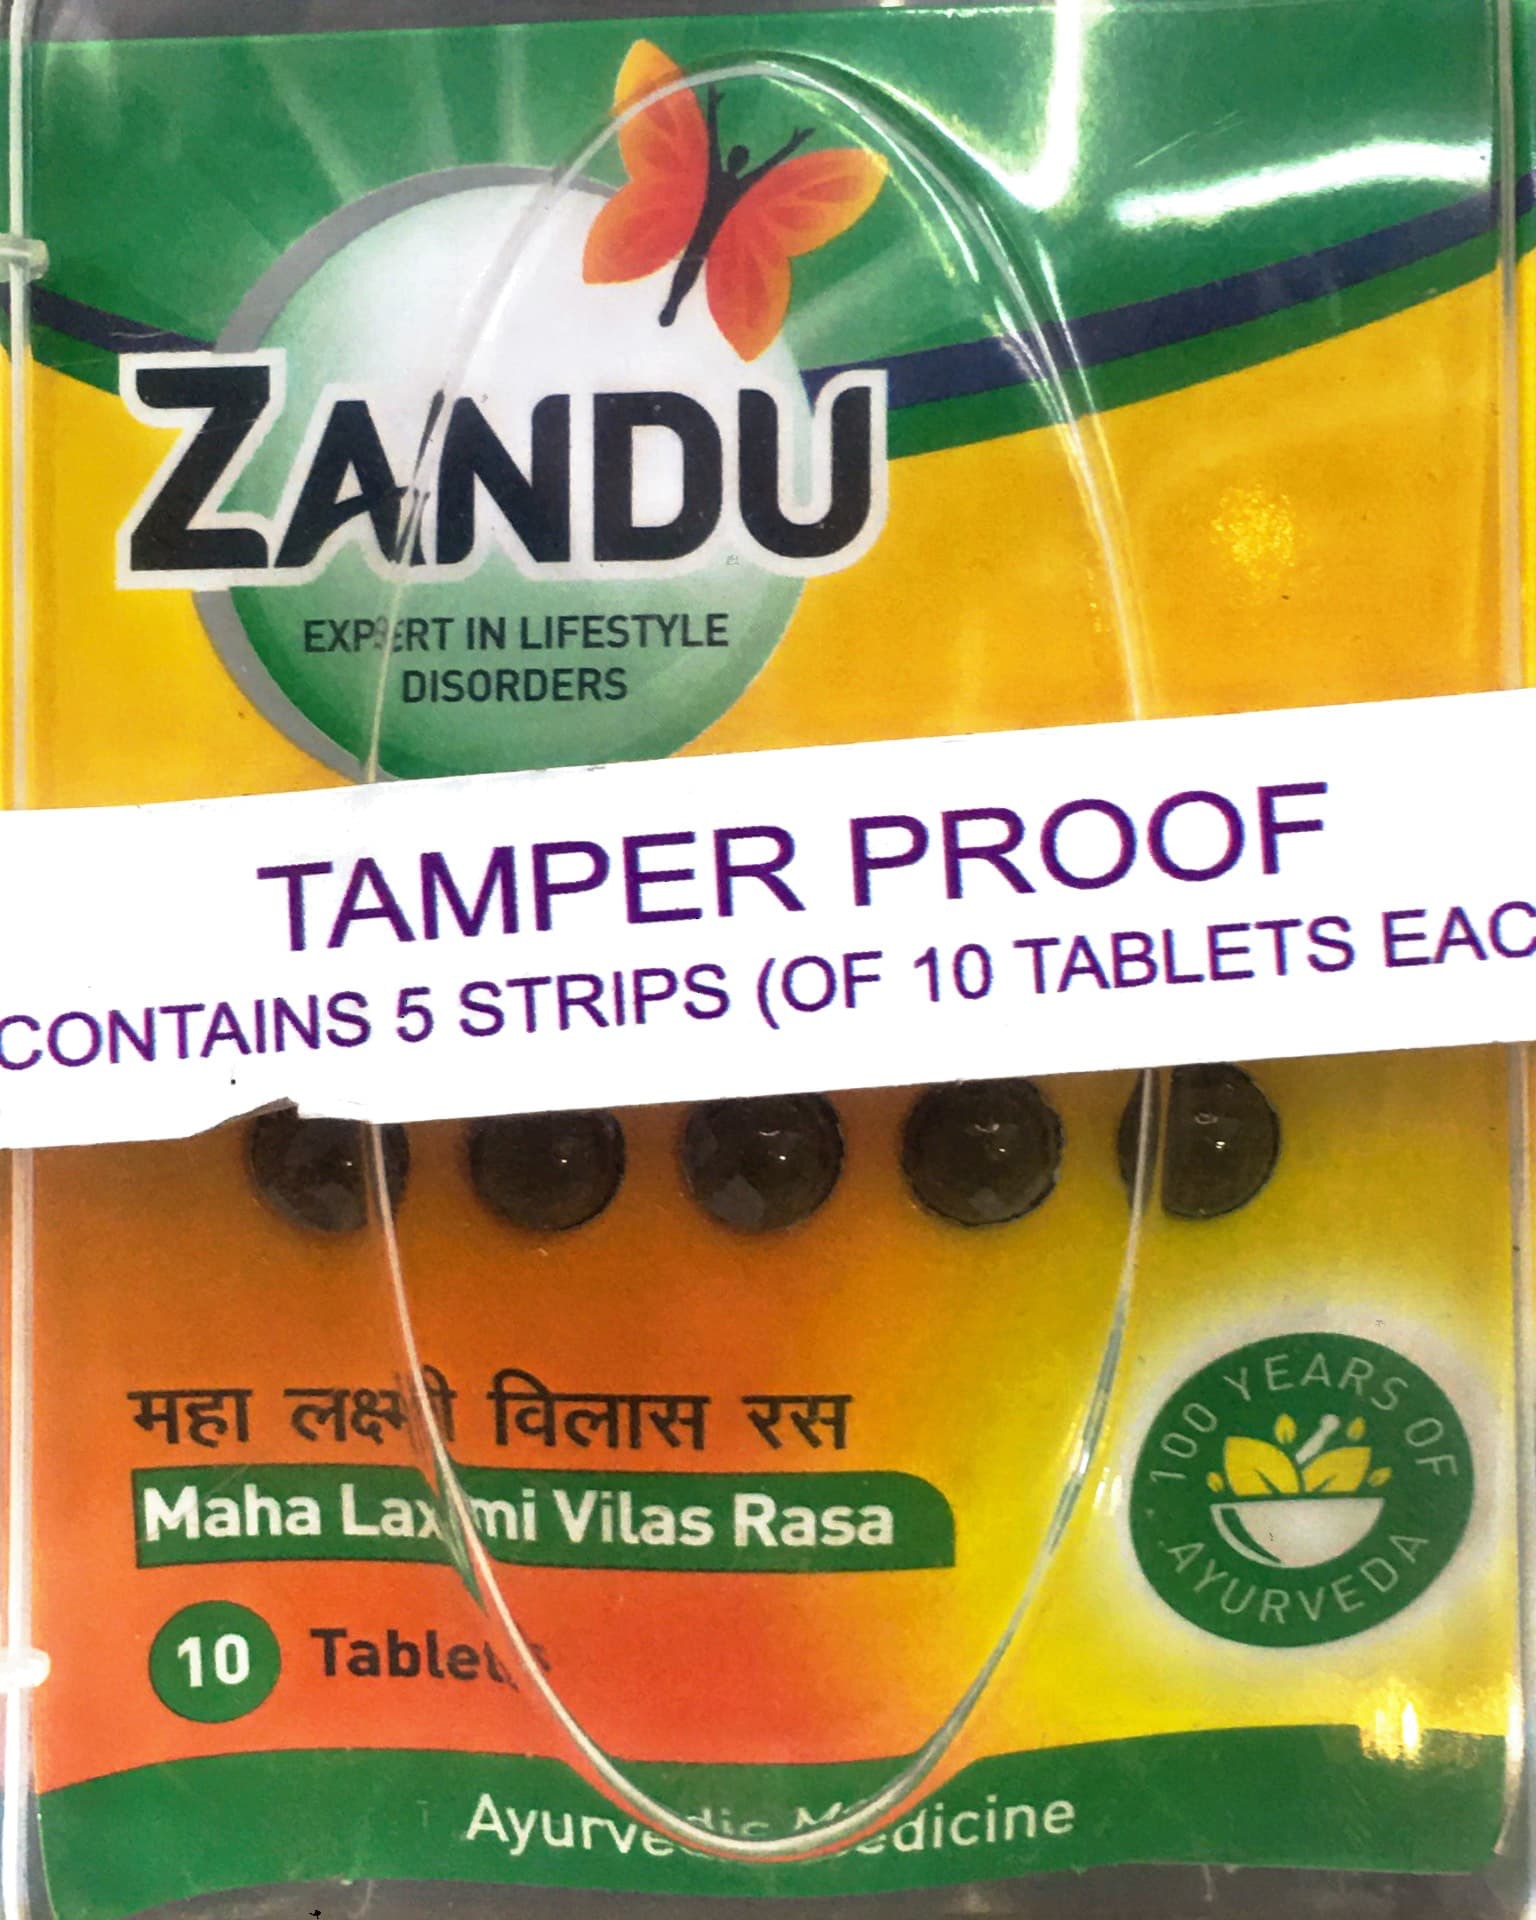 ZANDU
EXPERT IN LIFESTYLE
DISORDERS
TAMPER PROOF
CONTAINS 5 STRIPS (OF 10 TABLETS EAC
महा लक्ष्मी विलास रस
Maha Laxmi Vilas Rasa
100 YEARS OF
AYURVEDA
10 Tablets
Ayurvedic Medicine